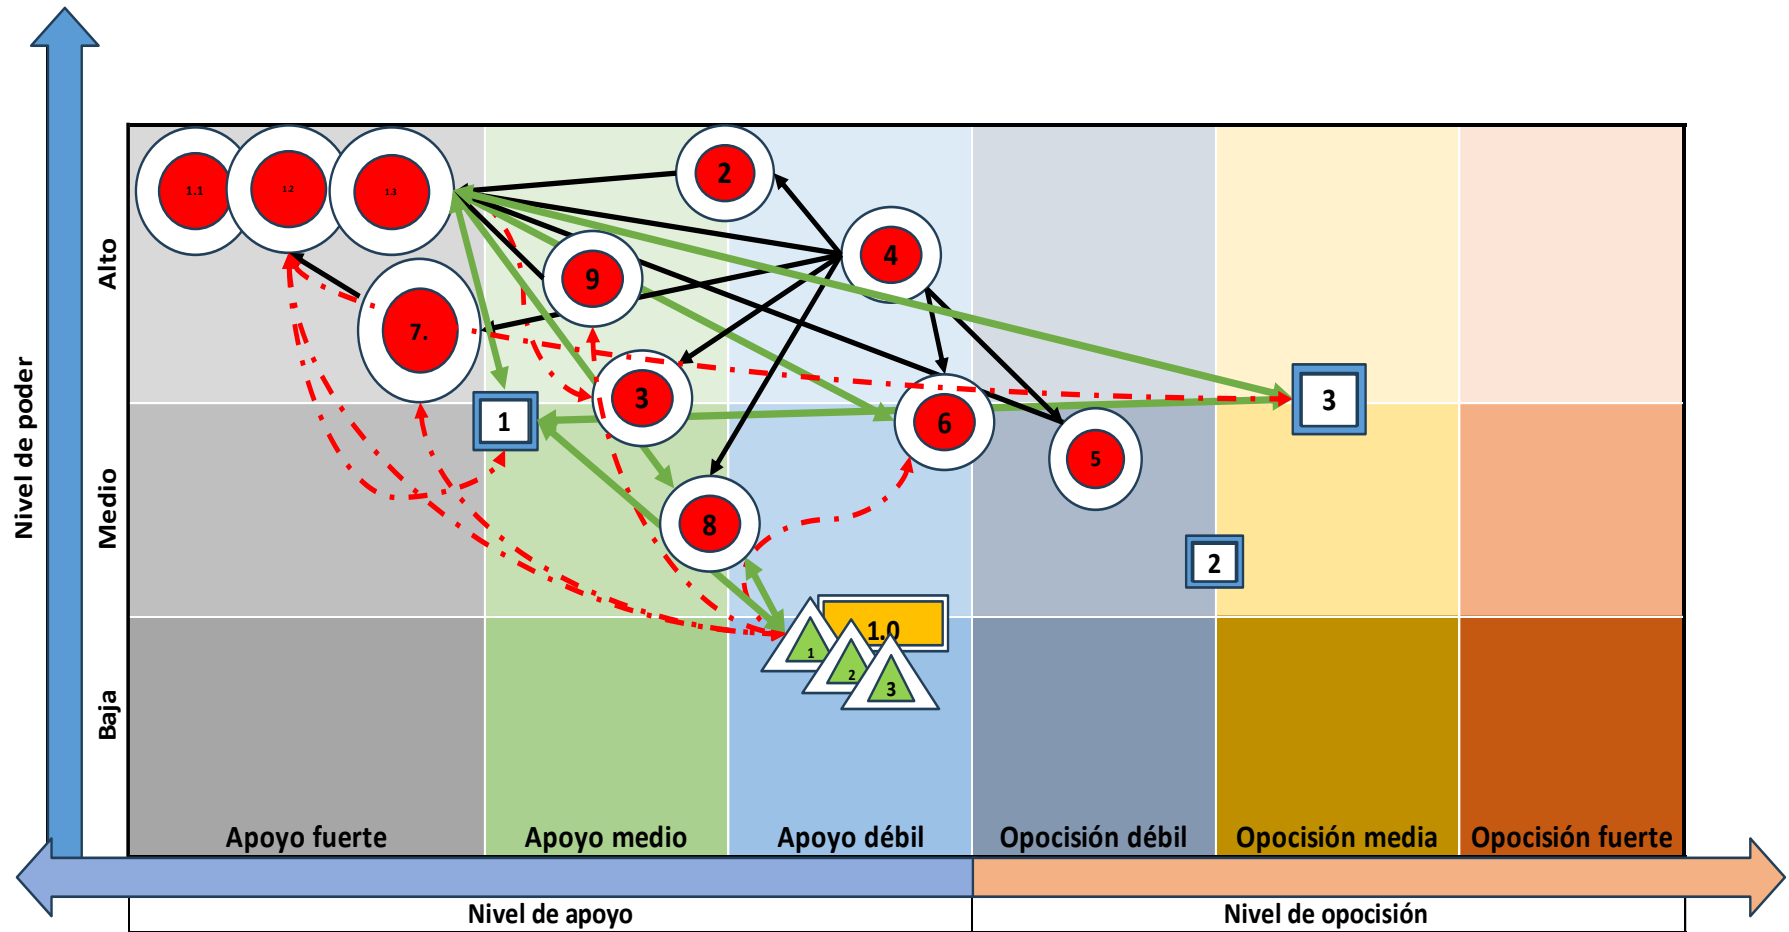 1.1
1.2
1.3
2
4
9
7.
3
1
6
3
5
8
2
1.0
1
2
3
Nivel de poder
Alto
Medio
Baja
Apoyo fuerte
Apoyo medio
Apoyo débil
Opocisión débil
Opocisión media
Opocisión fuerte
Nivel de apoyo
Nivel de opocisión